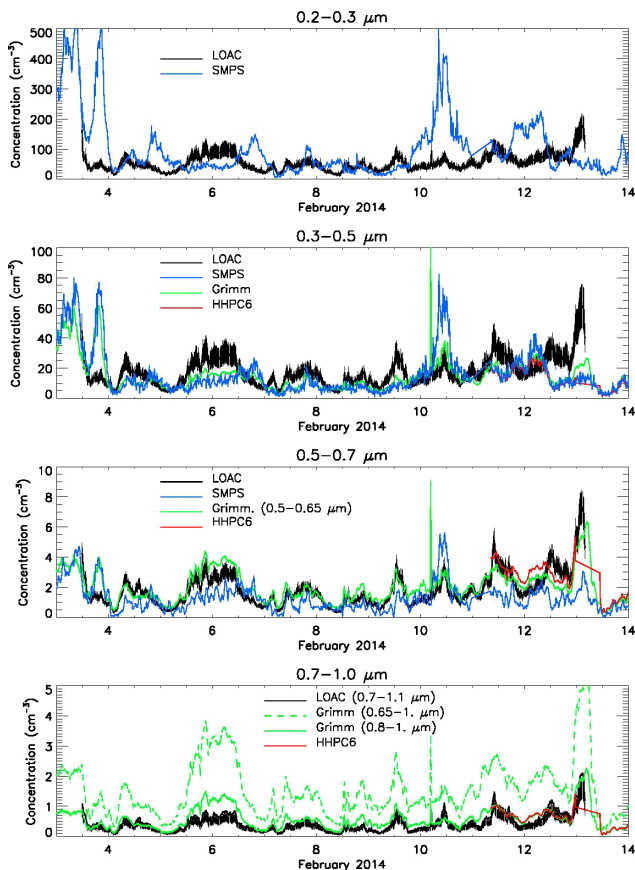 0.2−0.3 μm
Concentration (cm⁻³)
500
400
300
200
100
0
LOAC
SMPS
4 6 8 10 12 14
February 2014
0.3−0.5 μm
Concentration (cm⁻³)
100
80
60
40
20
0
LOAC
SMPS
Grimm
HHPC6
4 6 8 10 12 14
February 2014
0.5−0.7 μm
Concentration (cm⁻³)
10
8
6
4
2
0
LOAC
SMPS
Grimm. (0.5−0.65 μm)
HHPC6
4 6 8 10 12 14
February 2014
0.7−1.0 μm
Concentration (cm⁻³)
5
4
3
2
1
0
LOAC (0.7−1.1 μm)
Grimm (0.65−1. μm)
Grimm (0.8−1. μm)
HHPC6
4 6 8 10 12 14
February 2014